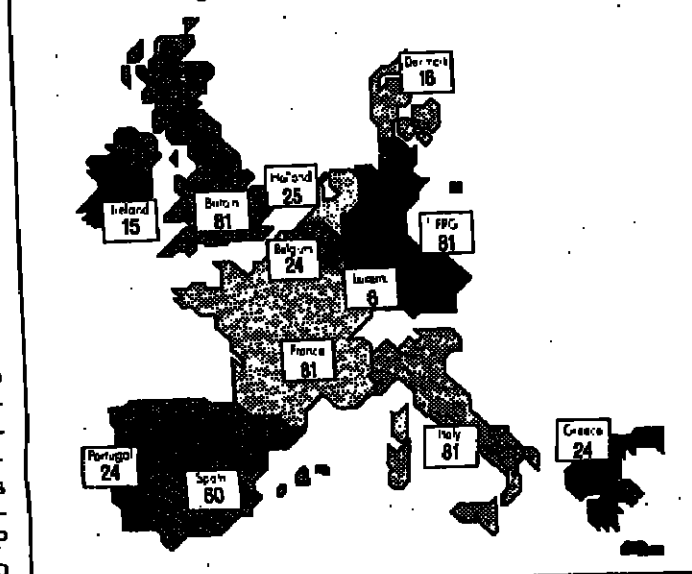 Denmark
16
Holland
25
Ireland
15
Britain
81
FRG
81
Belgium
24
Luxem.
6
France
81
Portugal
24
Spain
60
Italy
81
Greece
24